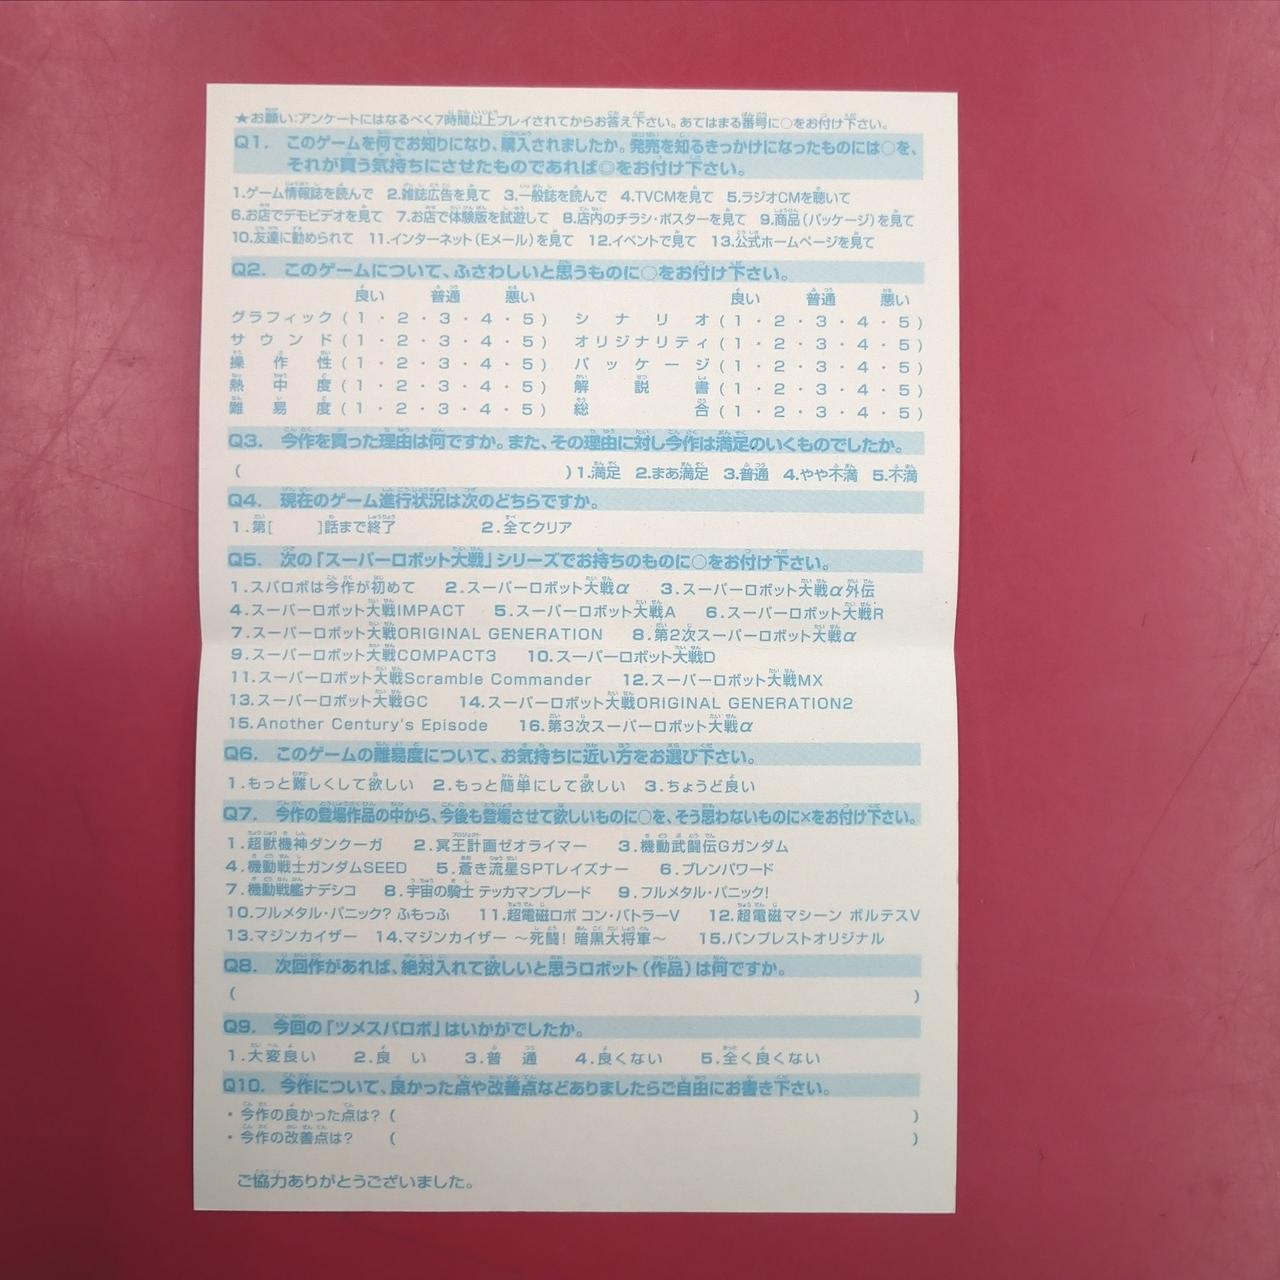 ★お願い:アンケートにはなるべく7時間以上プレイされてからお答え下さい。あてはまる番号に○をお付け下さい。
Q1. このゲームを何でお知りになり、購入されましたか。発売を知るきっかけになったものには○を、
それが買う気持ちにさせたものであれば◎をお付け下さい。
1.ゲーム情報誌を読んで 2.雑誌広告を見て 3.一般誌を読んで 4.TVCMを見て 5.ラジオCMを聴いて
6.お店でデモビデオを見て 7.お店で体験版を試遊して 8.店内のチラシ・ポスターを見て 9.商品(パッケージ)を見て
10.友達に勧められて 11.インターネット(Eメール)を見て 12.イベントで見て 13.公式ホームページを見て
Q2. このゲームについて、ふさわしいと思うものに○をお付け下さい。
良い 普通 悪い 良い 普通 悪い
グラフィック(1・2・3・4・5) シナリオ(1・2・3・4・5)
サウンド(1・2・3・4・5) オリジナリティ(1・2・3・4・5)
操作性(1・2・3・4・5) パッケージ(1・2・3・4・5)
熱中度(1・2・3・4・5) 解説書(1・2・3・4・5)
難易度(1・2・3・4・5) 総合(1・2・3・4・5)
Q3. 今作を買った理由は何ですか。また、その理由に対し今作は満足のいくものでしたか。
( )1.満足 2.まあ満足 3.普通 4.やや不満 5.不満
Q4. 現在のゲーム進行状況は次のどちらですか。
1.第[ ]話まで終了 2.全てクリア
Q5. 次の「スーパーロボット大戦」シリーズでお持ちのものに○をお付け下さい。
1.スパロボは今作が初めて 2.スーパーロボット大戦α 3.スーパーロボット大戦α外伝
4.スーパーロボット大戦IMPACT 5.スーパーロボット大戦A 6.スーパーロボット大戦R
7.スーパーロボット大戦ORIGINAL GENERATION 8.第2次スーパーロボット大戦α
9.スーパーロボット大戦COMPACT3 10.スーパーロボット大戦D
11.スーパーロボット大戦Scramble Commander 12.スーパーロボット大戦MX
13.スーパーロボット大戦GC 14.スーパーロボット大戦ORIGINAL GENERATION2
15.Another Century's Episode 16.第3次スーパーロボット大戦α
Q6. このゲームの難易度について、お気持ちに近い方をお選び下さい。
1.もっと難しくして欲しい 2.もっと簡単にして欲しい 3.ちょうど良い
Q7. 今作の登場作品の中から、今後も登場させて欲しいものに○を、そう思わないものに×をお付け下さい。
1.超獣機神ダンクーガ 2.冥王計画ゼオライマー 3.機動武闘伝Gガンダム
4.機動戦士ガンダムSEED 5.蒼き流星SPTレイズナー 6.ブレンパワード
7.機動戦艦ナデシコ 8.宇宙の騎士 テッカマンブレード 9.フルメタル・パニック!
10.フルメタル・パニック? ふもっふ 11.超電磁ロボ コン・バトラーV 12.超電磁マシーン ボルテスV
13.マジンカイザー 14.マジンカイザー ～死闘! 暗黒大将軍～ 15.バンプレストオリジナル
Q8. 次回作があれば、絶対入れて欲しいと思うロボット(作品)は何ですか。
( )
Q9. 今回の「ツメスパロボ」はいかがでしたか。
1.大変良い 2.良い 3.普通 4.良くない 5.全く良くない
Q10. 今作について、良かった点や改善点などありましたらご自由にお書き下さい。
・今作の良かった点は?( )
・今作の改善点は? ( )
ご協力ありがとうございました。